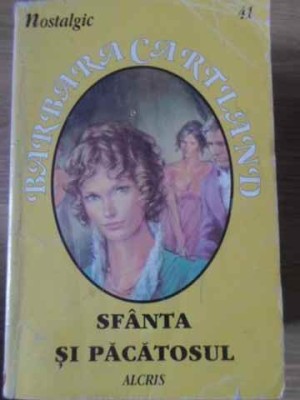 nostalgic
41
BARBARA CARTLAND
SFÂNTA
ȘI PĂCĂTOSUL
ALCRIS